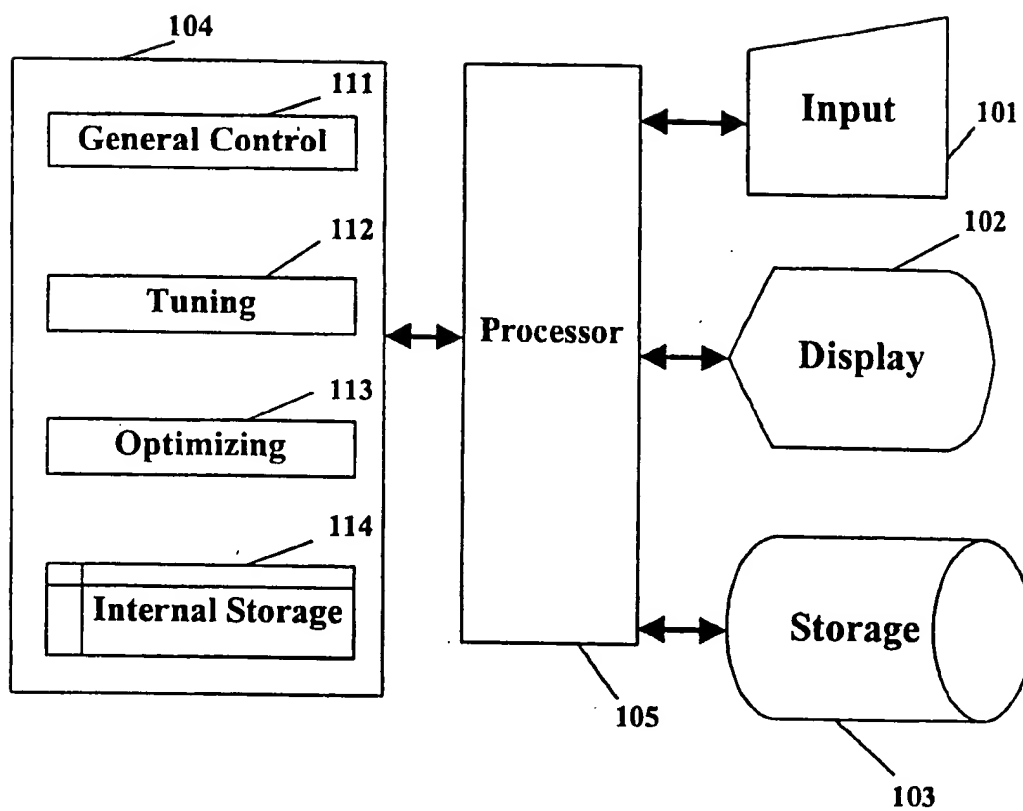 104
111
General Control
112
Tuning
113
Optimizing
114
Internal Storage
Processor
105
Input
101
102
Display
Storage
103